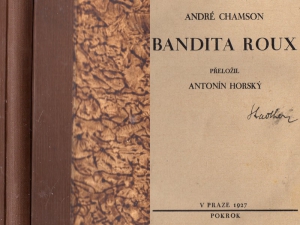 ANDRÉ CHAMSON
BANDITA ROUX
PŘELOŽIL
ANTONÍN HORSKÝ
V PRAZE 1927
POKROK